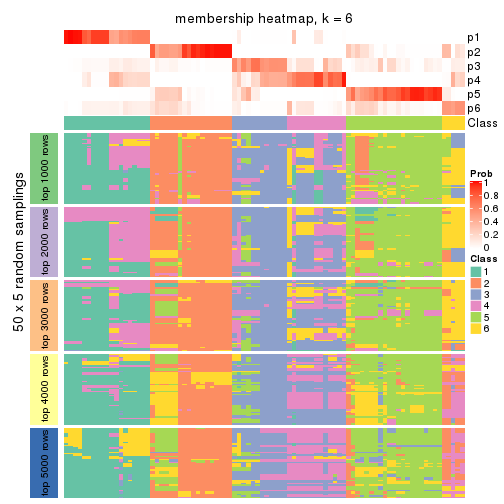 membership heatmap, k = 6
p1
p2
p3
p4
p5
p6
Class
50 x 5 random samplings
top 1000 rows
top 2000 rows
top 3000 rows
top 4000 rows
top 5000 rows
Prob
1
0.8
0.6
0.4
0.2
0
Class
1
2
3
4
5
6